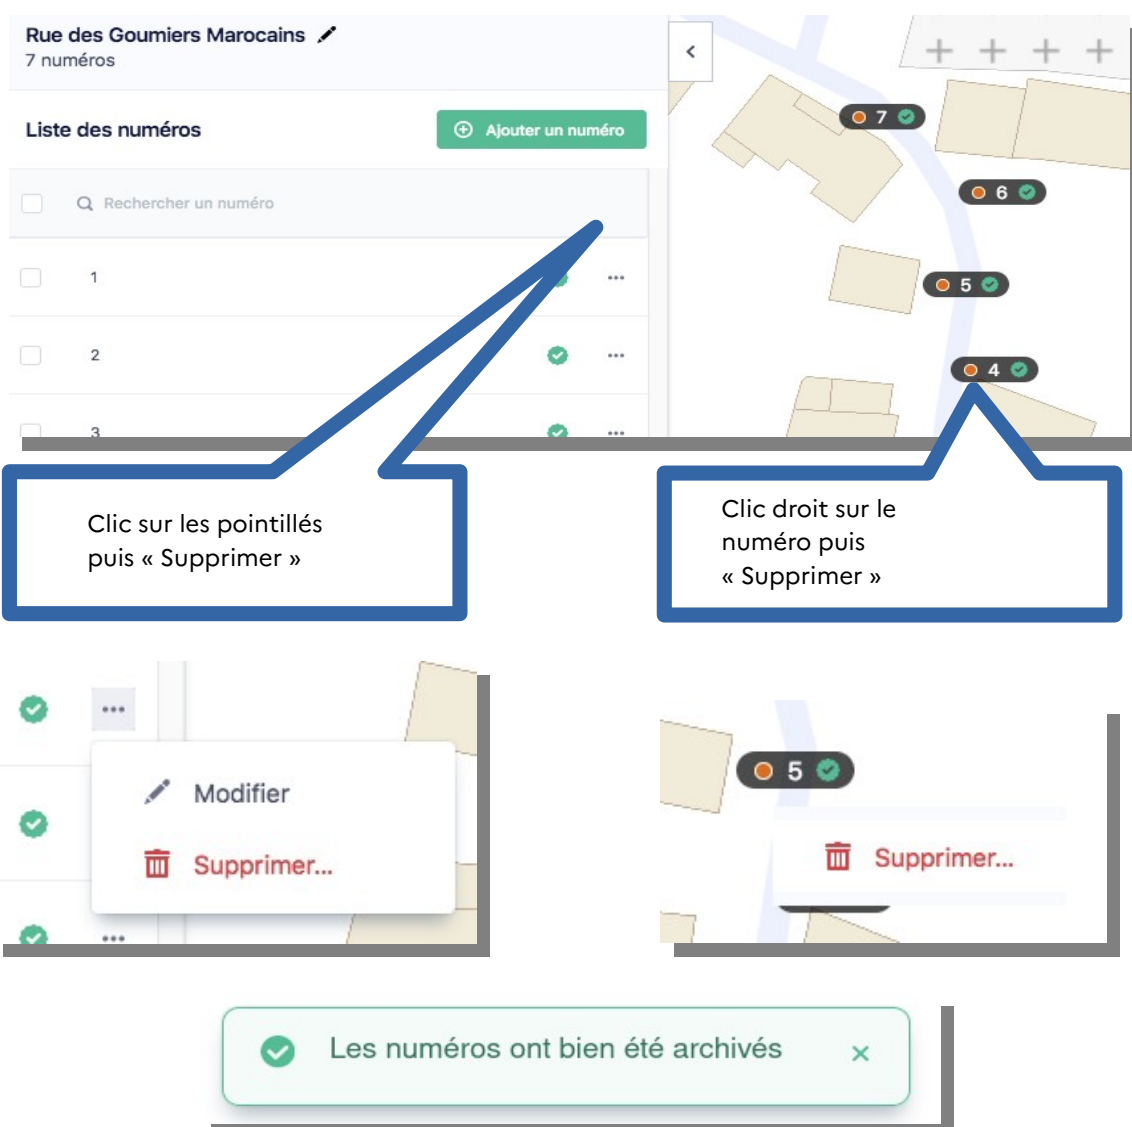 Rue des Goumiers Marocains
7 numéros
Liste des numéros
Ajouter un numéro
Rechercher un numéro
1
2
3
7
6
5
4
Clic sur les pointillés
puis « Supprimer »
Clic droit sur le
numéro puis
« Supprimer »
Modifier
Supprimer...
5
Supprimer...
Les numéros ont bien été archivés